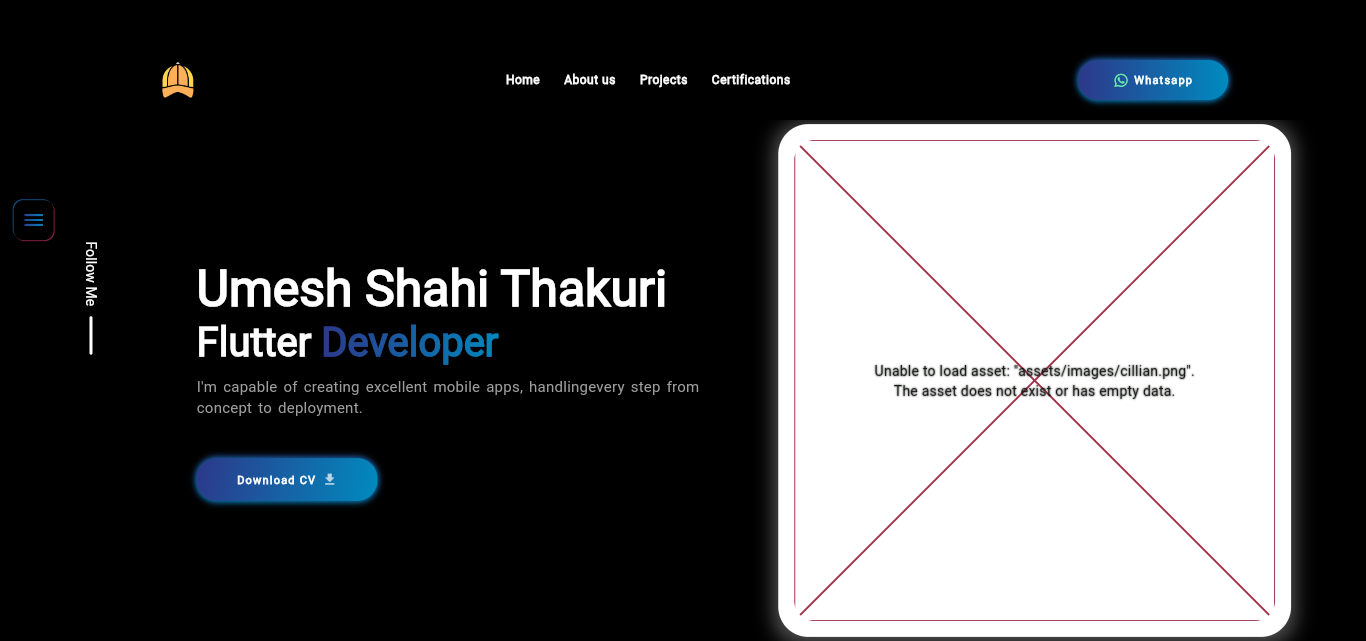 Home About us Projects Certifications
Whatsapp
Follow Me
Umesh Shahi Thakuri
Flutter Developer
I'm capable of creating excellent mobile apps, handlingevery step from
concept to deployment.
Download CV
Unable to load asset: "assets/images/cillian.png".
The asset does not exist or has empty data.